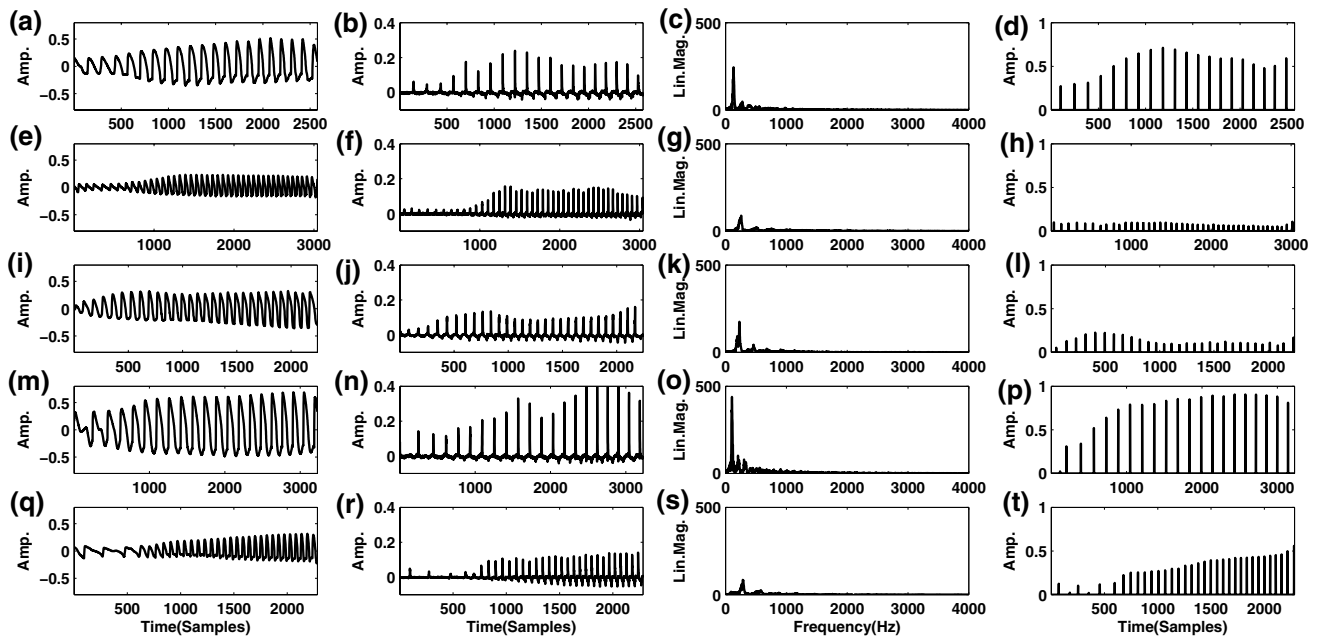 (a) (b) (c) (d)
Amp. 0.5 0 −0.5 500 1000 1500 2000 2500
Amp. 0.4 0.2 0 500 1000 1500 2000 2500
Lin.Mag. 500 0 0 1000 2000 3000 4000
Amp. 1 0.5 0 500 1000 1500 2000 2500
(e) (f) (g) (h)
Amp. 0.5 0 −0.5 1000 2000 3000
Amp. 0.4 0.2 0 1000 2000 3000
Lin.Mag. 500 0 0 1000 2000 3000 4000
Amp. 1 0.5 0 1000 2000 3000
(i) (j) (k) (l)
Amp. 0.5 0 −0.5 500 1000 1500 2000
Amp. 0.4 0.2 0 500 1000 1500 2000
Lin.Mag. 500 0 0 1000 2000 3000 4000
Amp. 1 0.5 0 500 1000 1500 2000
(m) (n) (o) (p)
Amp. 0.5 0 −0.5 1000 2000 3000
Amp. 0.4 0.2 0 1000 2000 3000
Lin.Mag. 500 0 0 1000 2000 3000 4000
Amp. 1 0.5 0 1000 2000 3000
(q) (r) (s) (t)
Amp. 0.5 0 −0.5 500 1000 1500 2000
Amp. 0.4 0.2 0 500 1000 1500 2000
Lin.Mag. 500 0 0 1000 2000 3000 4000
Amp. 1 0.5 0 500 1000 1500 2000
Time(Samples) Time(Samples) Frequency(Hz) Time(Samples)